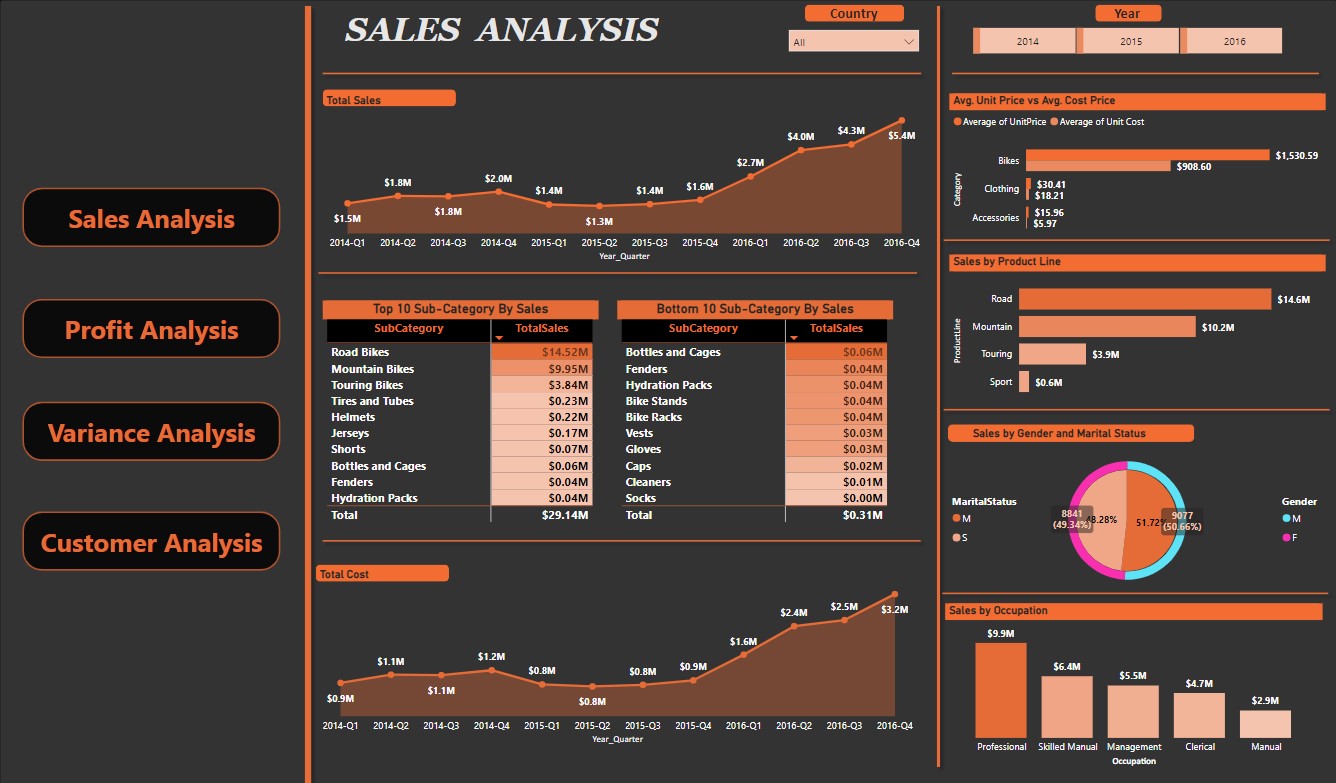 Sales Analysis
Profit Analysis
Variance Analysis
Customer Analysis
SALES ANALYSIS
Country
All
Year
2014 2015 2016
Total Sales
$1.5M $1.8M $1.8M $2.0M $1.4M $1.3M $1.4M $1.6M $2.7M $4.0M $4.3M $5.4M
2014-Q1 2014-Q2 2014-Q3 2014-Q4 2015-Q1 2015-Q2 2015-Q3 2015-Q4 2016-Q1 2016-Q2 2016-Q3 2016-Q4
Year_Quarter
Top 10 Sub-Category By Sales
SubCategory TotalSales
Road Bikes $14.52M
Mountain Bikes $9.95M
Touring Bikes $3.84M
Tires and Tubes $0.23M
Helmets $0.22M
Jerseys $0.17M
Shorts $0.07M
Bottles and Cages $0.06M
Fenders $0.04M
Hydration Packs $0.04M
Total $29.14M
Bottom 10 Sub-Category By Sales
SubCategory TotalSales
Bottles and Cages $0.06M
Fenders $0.04M
Hydration Packs $0.04M
Bike Stands $0.04M
Bike Racks $0.04M
Vests $0.03M
Gloves $0.03M
Caps $0.02M
Cleaners $0.01M
Socks $0.00M
Total $0.31M
Total Cost
$0.9M $1.1M $1.1M $1.2M $0.8M $0.8M $0.8M $0.9M $1.6M $2.4M $2.5M $3.2M
2014-Q1 2014-Q2 2014-Q3 2014-Q4 2015-Q1 2015-Q2 2015-Q3 2015-Q4 2016-Q1 2016-Q2 2016-Q3 2016-Q4
Year_Quarter
Avg. Unit Price vs Avg. Cost Price
Average of UnitPrice Average of Unit Cost
Category
Bikes $1,530.59
$908.60
Clothing $30.41
$18.21
Accessories $15.96
$5.97
Sales by Product Line
ProductLine
Road $14.6M
Mountain $10.2M
Touring $3.9M
Sport $0.6M
Sales by Gender and Marital Status
MaritalStatus
M
S
8841
(49.34%)
48.28%
51.72%
9077
(50.66%)
Gender
M
F
Sales by Occupation
$9.9M $6.4M $5.5M $4.7M $2.9M
Professional Skilled Manual Management Clerical Manual
Occupation